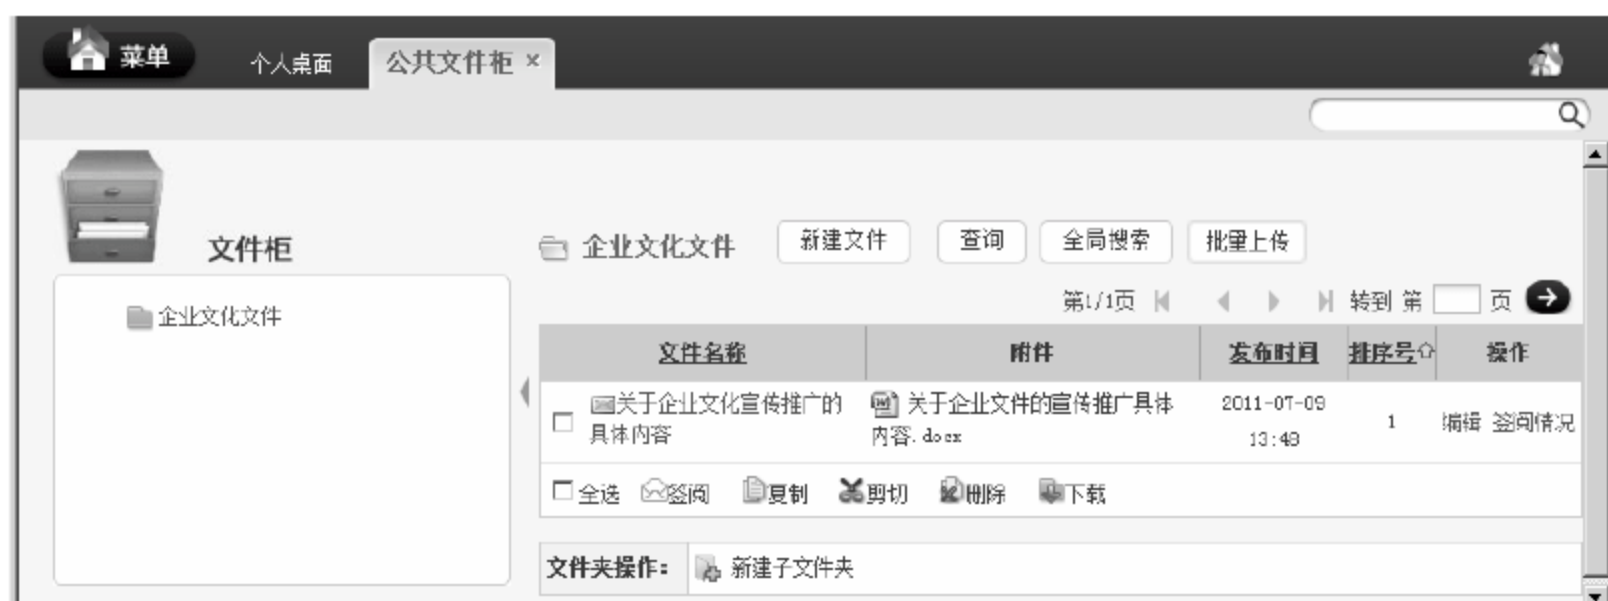 菜单 个人桌面 公共文件柜 ×
文件柜
企业文化文件
企业文化文件 新建文件 查询 全局搜索 批量上传
第1/1页 转到 第 页
文件名称 附件 发布时间 排序号 操作
关于企业文化宣传推广的 关于企业文件的宣传推广具体 2011-07-09
具体内容 内容.docx 13:48 1 编辑 签阅情况
全选 签阅 复制 剪切 删除 下载
文件夹操作: 新建子文件夹